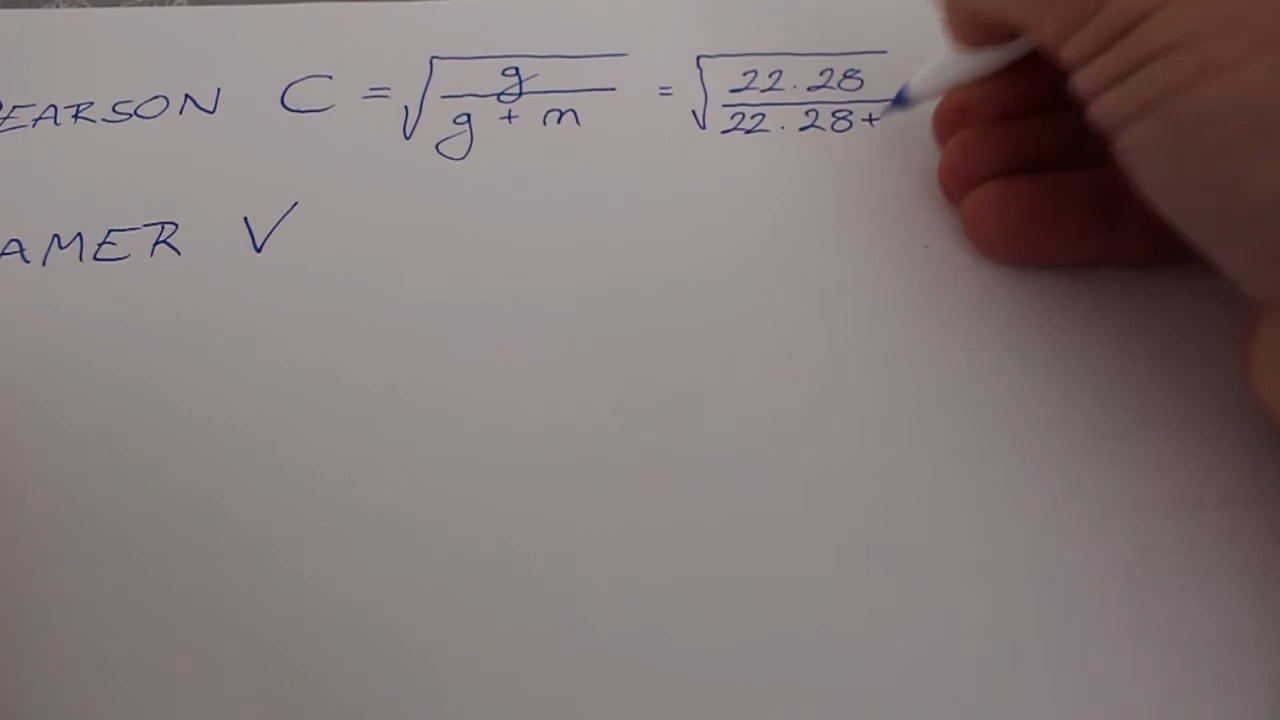 EARSON C = √ g / g + n = √ 22.28 / 22.28+
AMER V